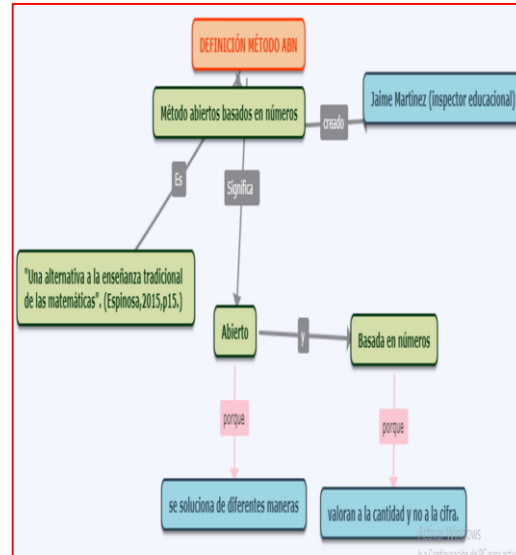 DEFINICIÓN MÉTODO ABN
Método abiertos basados en números
creado
Jaime Martinez (inspector educacional)
Es
Significa
"Una alternativa a la enseñanza tradicional
de las matemáticas". (Espinosa,2015,p15.)
Abierto
Y
Basada en números
porque
porque
se soluciona de diferentes maneras
valoran a la cantidad y no a la cifra.
Activar Windows